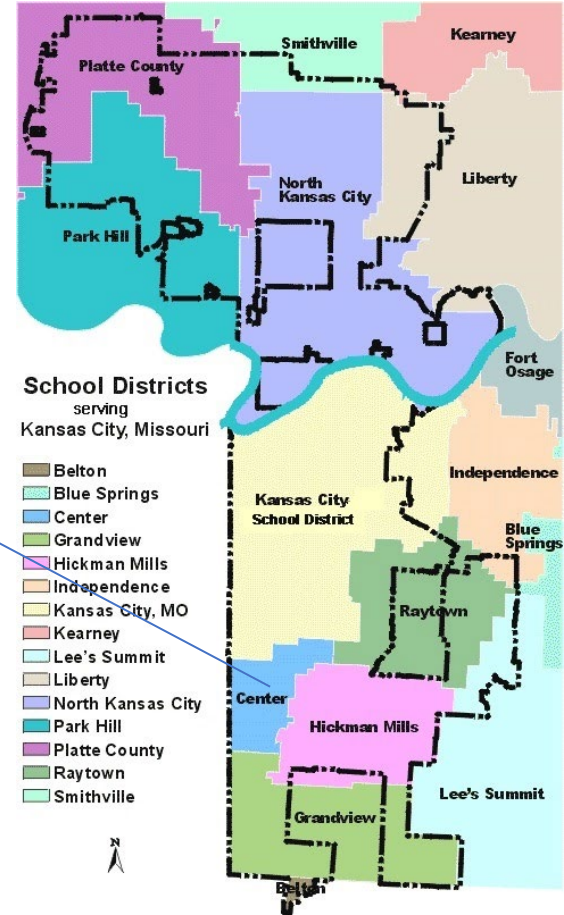 Smithville
Kearney
Platte County
North
Kansas City
Liberty
Park Hill
Fort
Osage
School Districts
serving
Kansas City, Missouri
Belton
Blue Springs
Center
Grandview
Hickman Mills
Independence
Kansas City, MO
Kearney
Lee's Summit
Liberty
North Kansas City
Park Hill
Platte County
Raytown
Smithville
N
Independence
Kansas City
School District
Blue
Springs
Raytown
Center
Hickman Mills
Lee's Summit
Grandview
Belton